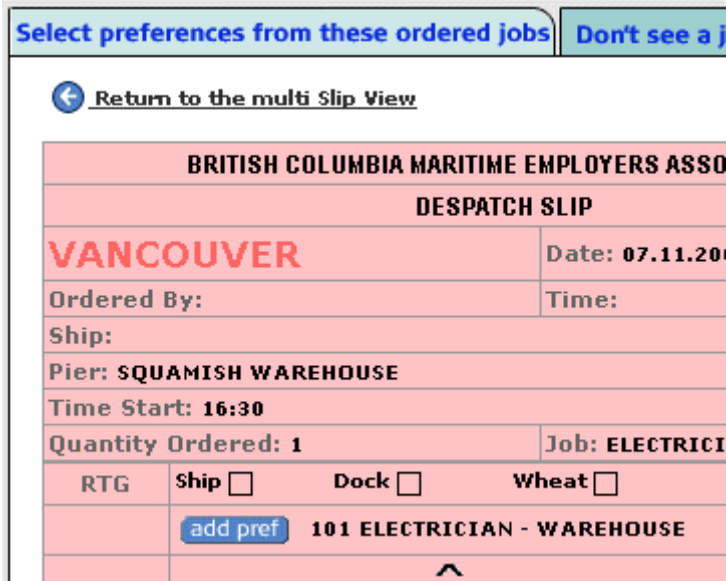 Select preferences from these ordered jobs Don't see a
Return to the multi Slip View
BRITISH COLUMBIA MARITIME EMPLOYERS
DESPATCH SLIP
VANCOUVER Date: 07.11.20
Ordered By: Time:
Ship:
Pier: SQUAMISH WAREHOUSE
Time Start: 16:30
Quantity Ordered: 1 Job:
RTG Ship Dock Wheat
add pref 101 ELECTRICIAN - WAREHOUSE